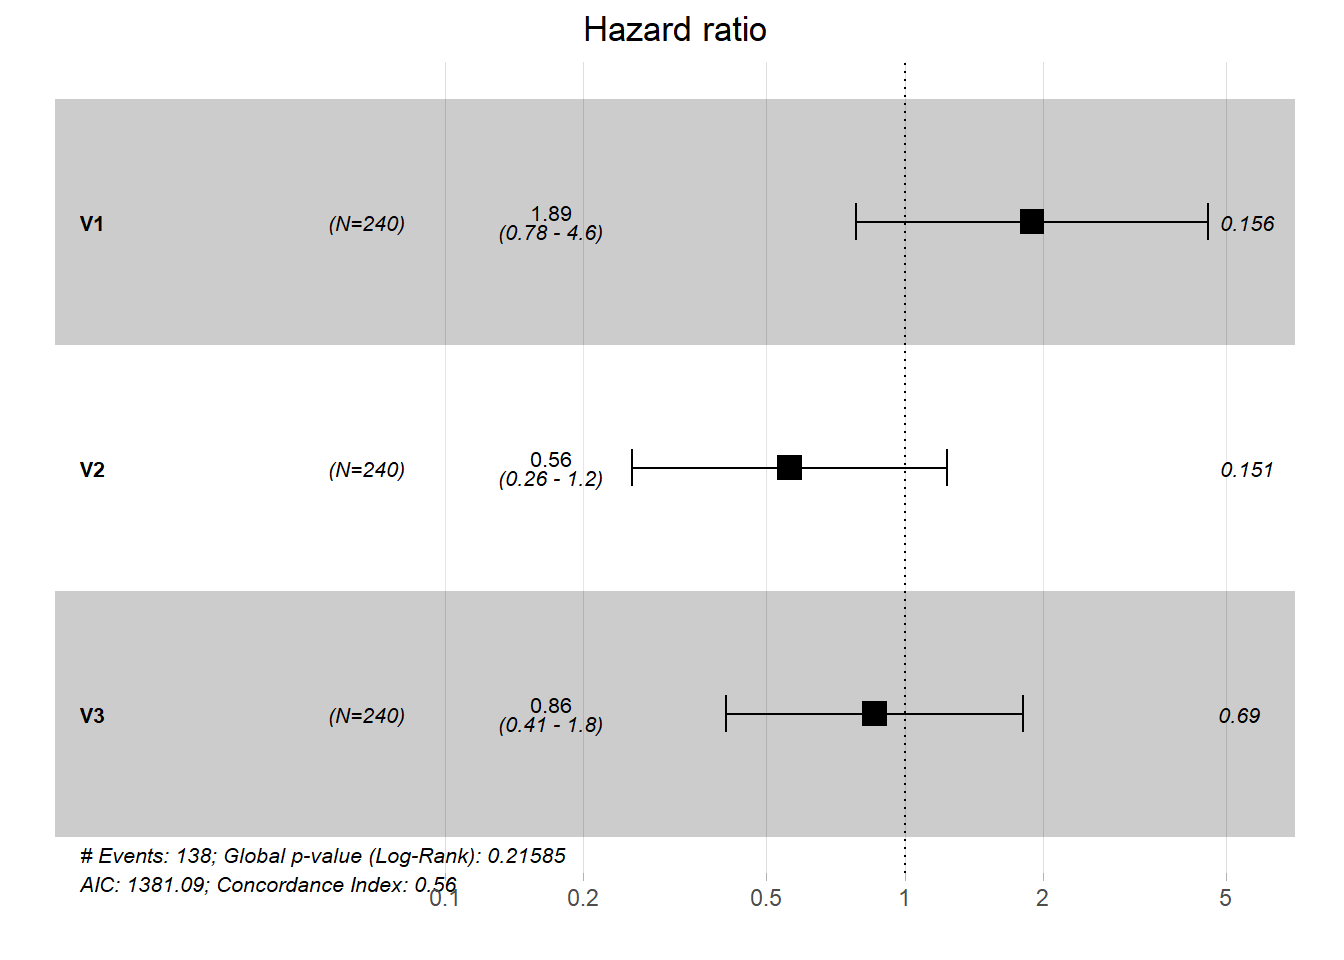 Hazard ratio
V1 (N=240) 1.89 0.156
(0.78 - 4.6)
V2 (N=240) 0.56 0.151
(0.26 - 1.2)
V3 (N=240) 0.86 0.69
(0.41 - 1.8)
# Events: 138; Global p-value (Log-Rank): 0.21585
AIC: 1381.09; Concordance Index: 0.56
0.1 0.2 0.5 1 2 5